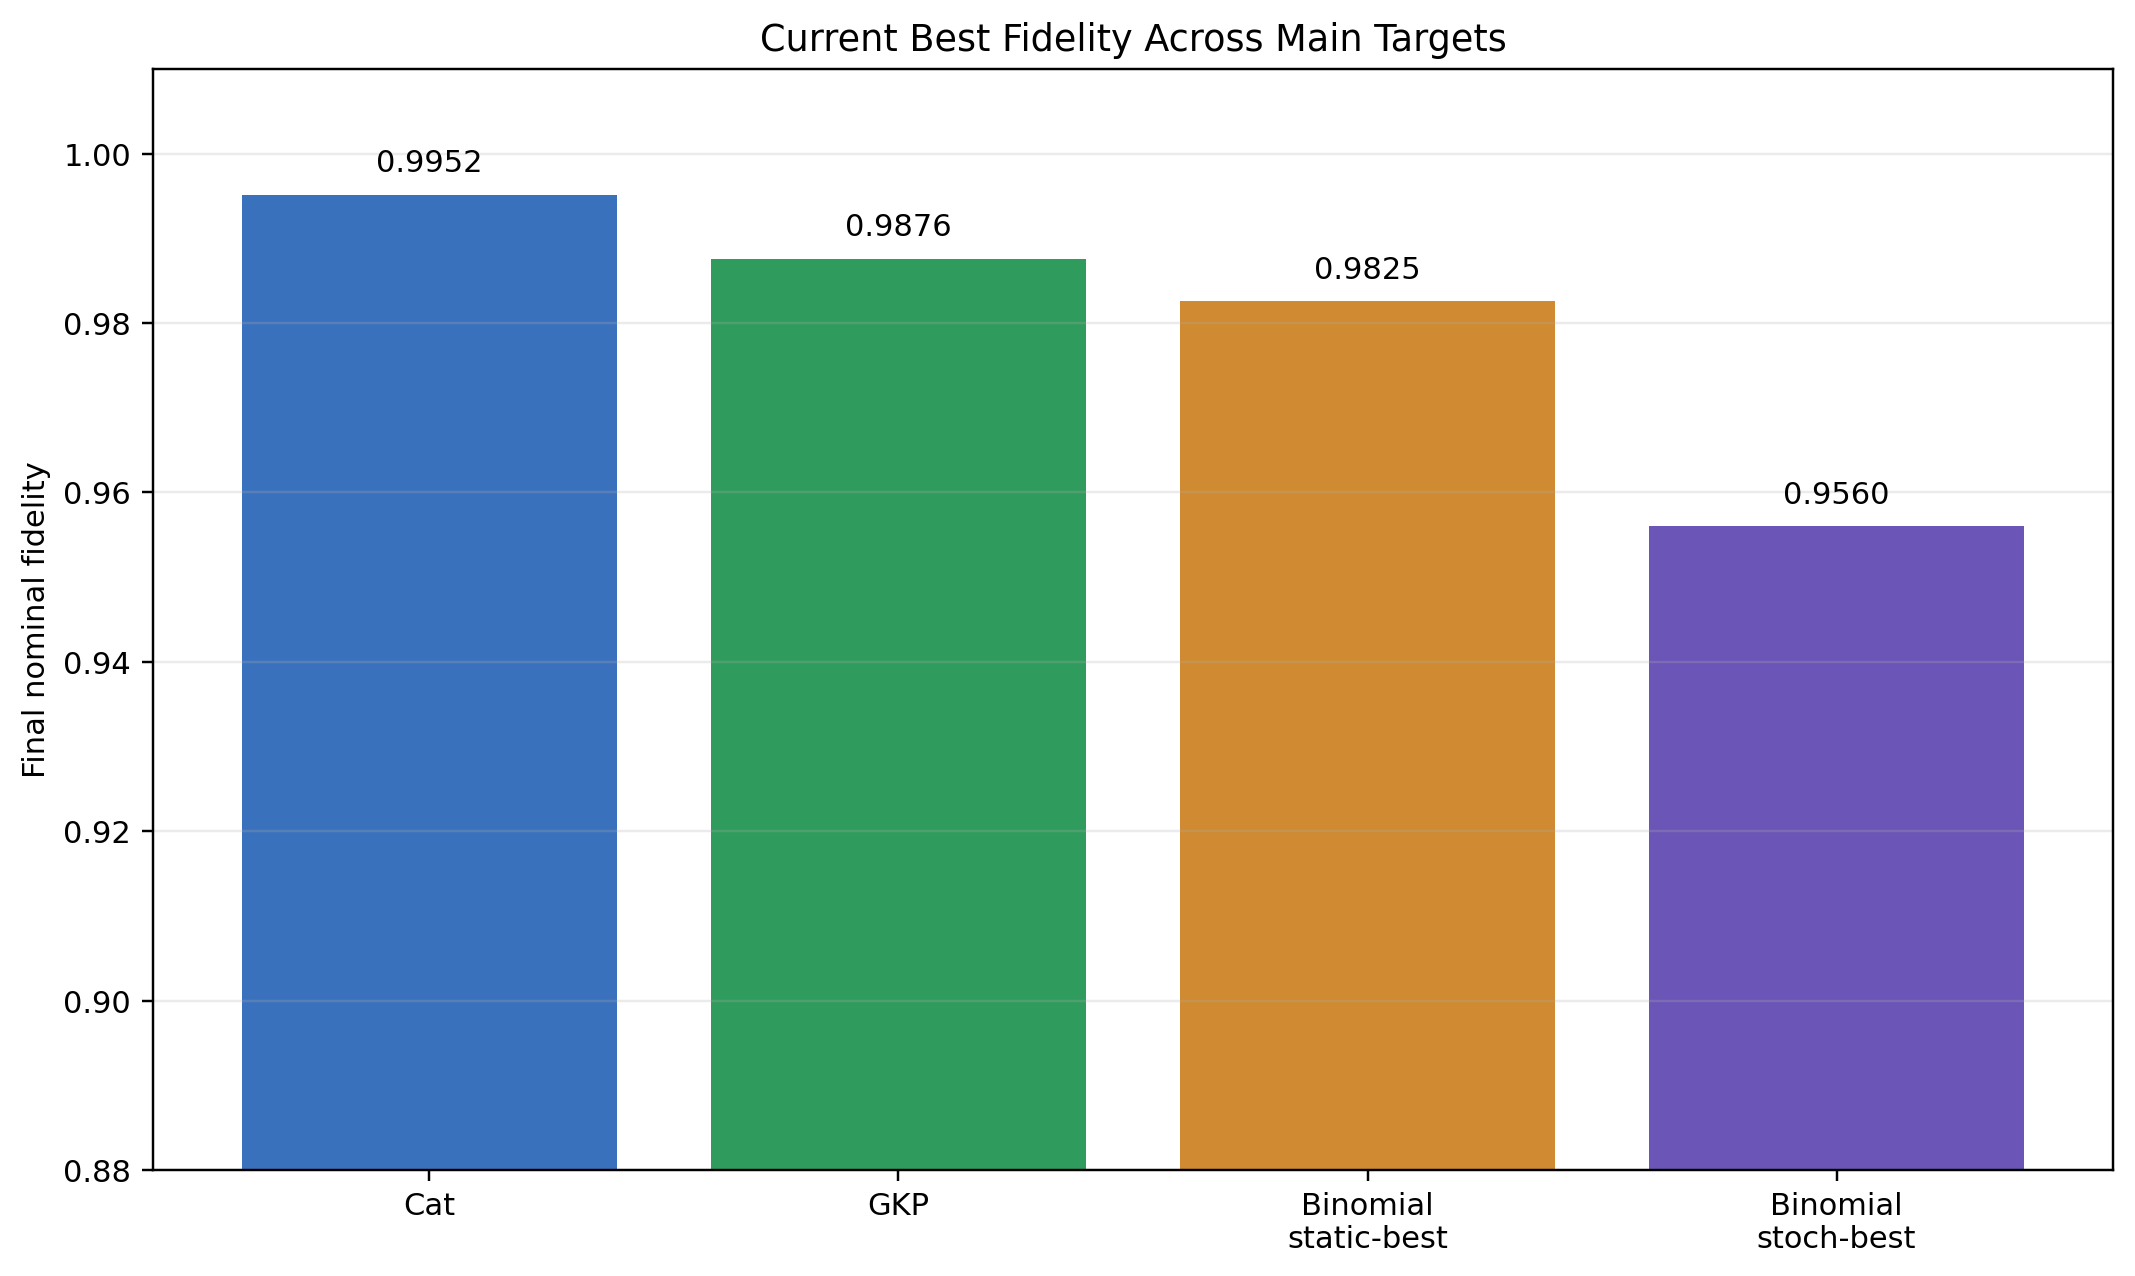 Current Best Fidelity Across Main Targets
Final nominal fidelity
1.00
0.98
0.96
0.94
0.92
0.90
0.88
0.9952
0.9876
0.9825
0.9560
Cat
GKP
Binomial
static-best
Binomial
stoch-best